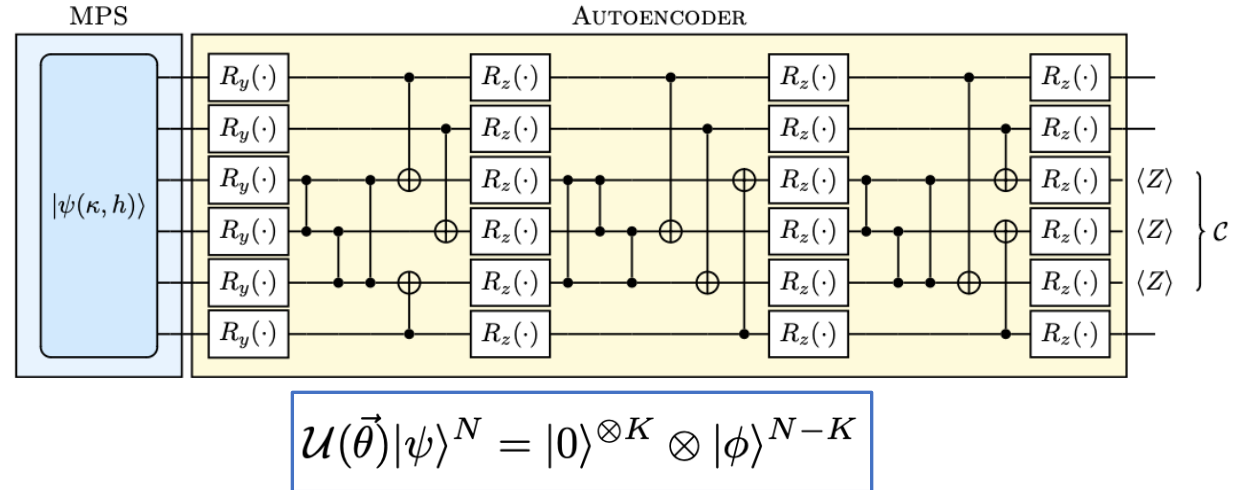 MPS AUTOENCODER
R_y(·) R_z(·) R_z(·) R_z(·)
R_y(·) R_z(·) R_z(·) R_z(·)
R_y(·) R_z(·) R_z(·) R_z(·) ⟨Z⟩
|ψ(κ, h)⟩ R_y(·) R_z(·) R_z(·) R_z(·) ⟨Z⟩ 𝒞
R_y(·) R_z(·) R_z(·) R_z(·) ⟨Z⟩
R_y(·) R_z(·) R_z(·) R_z(·)
𝒰(θ⃗)|ψ⟩^N = |0⟩^{⊗K} ⊗ |ϕ⟩^{N−K}